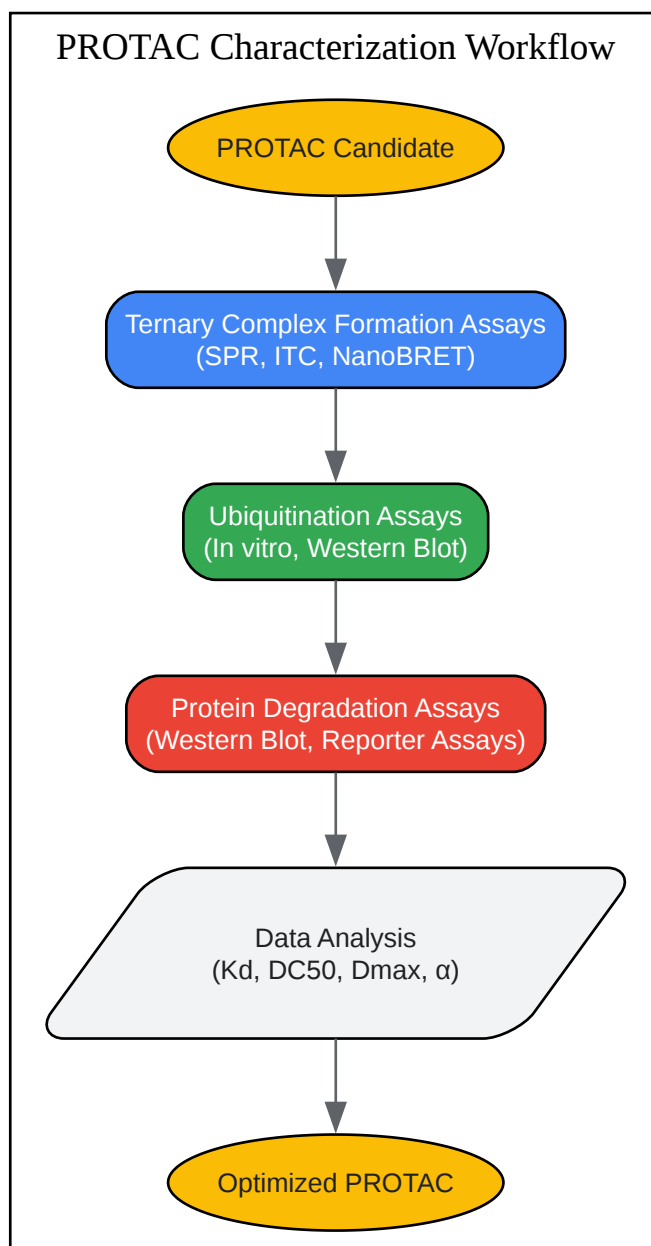 PROTAC Characterization Workflow
PROTAC Candidate
Ternary Complex Formation Assays
(SPR, ITC, NanoBRET)
Ubiquitination Assays
(In vitro, Western Blot)
Protein Degradation Assays
(Western Blot, Reporter Assays)
Data Analysis
(Kd, DC50, Dmax, α)
Optimized PROTAC